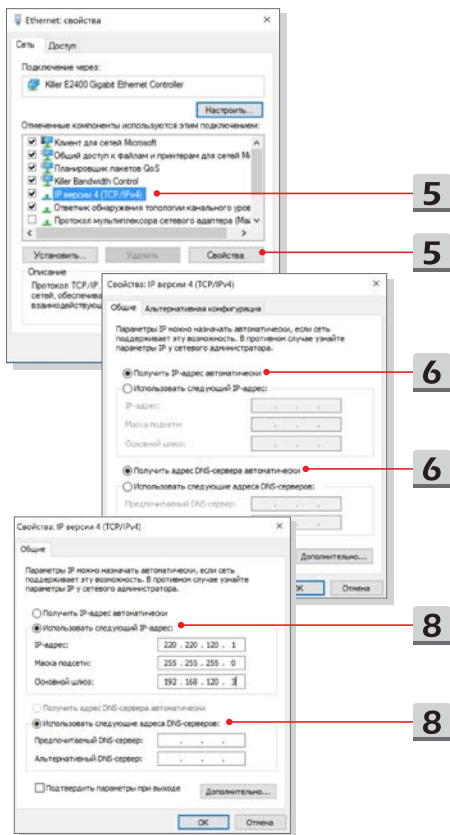 Ethernet: свойства
Сеть Доступ
Подключение через:
Killer E2400 Gigabit Ethernet Controller
Настроить...
Отмеченные компоненты используются этим подключением:
Клиент для сетей Microsoft
Общий доступ к файлам и принтерам для сетей Mi
Планировщик пакетов QoS
Killer Bandwidth Control
IP версии 4 (TCP/IPv4)
5
Ответчик обнаружения топологии канального уров
Протокол мультиплексора сетевого адаптера (Май
Установить... Удалить Свойства
5
Описание
Протокол TCP/IP.
сетей, обеспечива
взаимодействующ
Свойства: IP версии 4 (TCP/IPv4)
Общие Альтернативная конфигурация
Параметры IP можно назначать автоматически, если сеть
поддерживает эту возможность. В противном случае узнайте
параметры IP у сетевого администратора.
Получить IP-адрес автоматически
6
Использовать следующий IP-адрес:
IP-адрес:
Маска подсети:
Основной шлюз:
Получить адрес DNS-сервера автоматически
6
Использовать следующие адреса DNS-серверов:
Предпочитаемый DNS-сервер:
Дополнительно...
ОК Отмена
Свойства: IP версии 4 (TCP/IPv4)
Общие
Параметры IP можно назначать автоматически, если сеть
поддерживает эту возможность. В противном случае узнайте
параметры IP у сетевого администратора.
Получить IP-адрес автоматически
Использовать следующий IP-адрес:
8
IP-адрес: 220 . 220 . 120 . 1
Маска подсети: 255 . 255 . 255 . 0
Основной шлюз: 192 . 168 . 120 . 3
Получить адрес DNS-сервера автоматически
Использовать следующие адреса DNS-серверов:
8
Предпочитаемый DNS-сервер:
Альтернативный DNS-сервер:
Подтвердить параметры при выходе
Дополнительно...
ОК Отмена